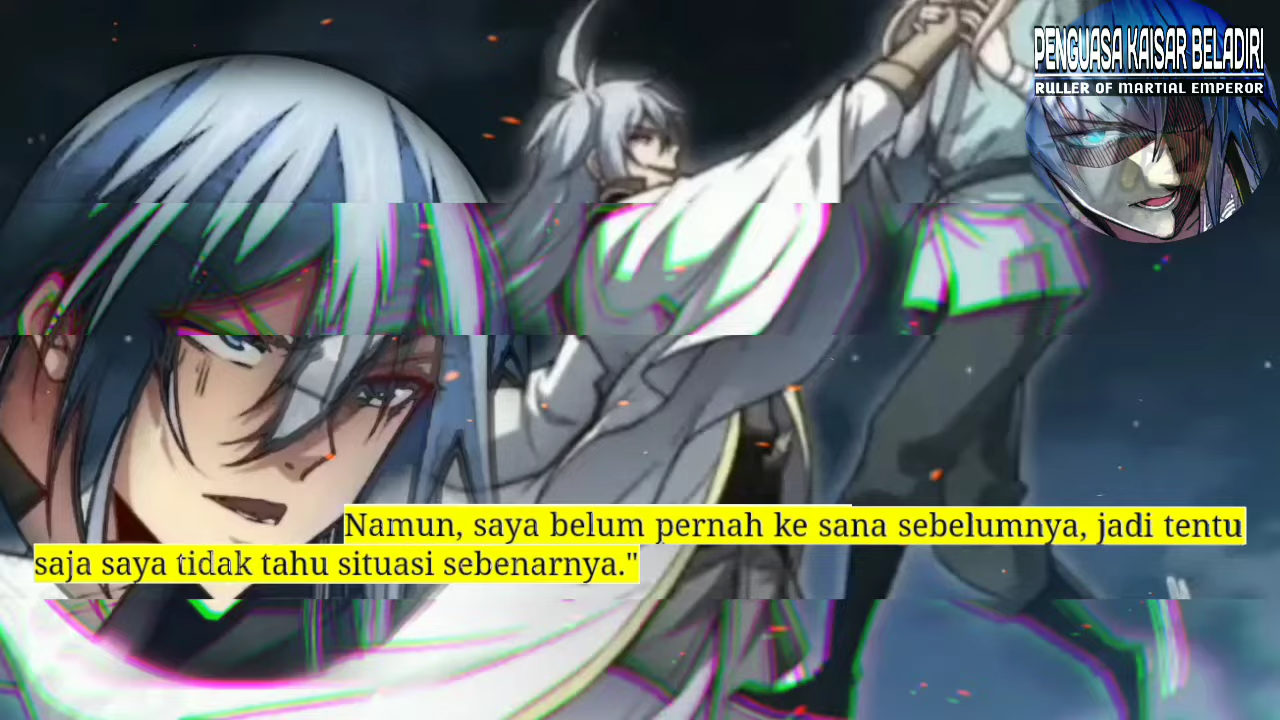 PENGUASA KAISAR BELADIRI
RULLER OF MARTIAL EMPEROR
Namun, saya belum pernah ke sana sebelumnya, jadi tentu
saja saya tidak tahu situasi sebenarnya."